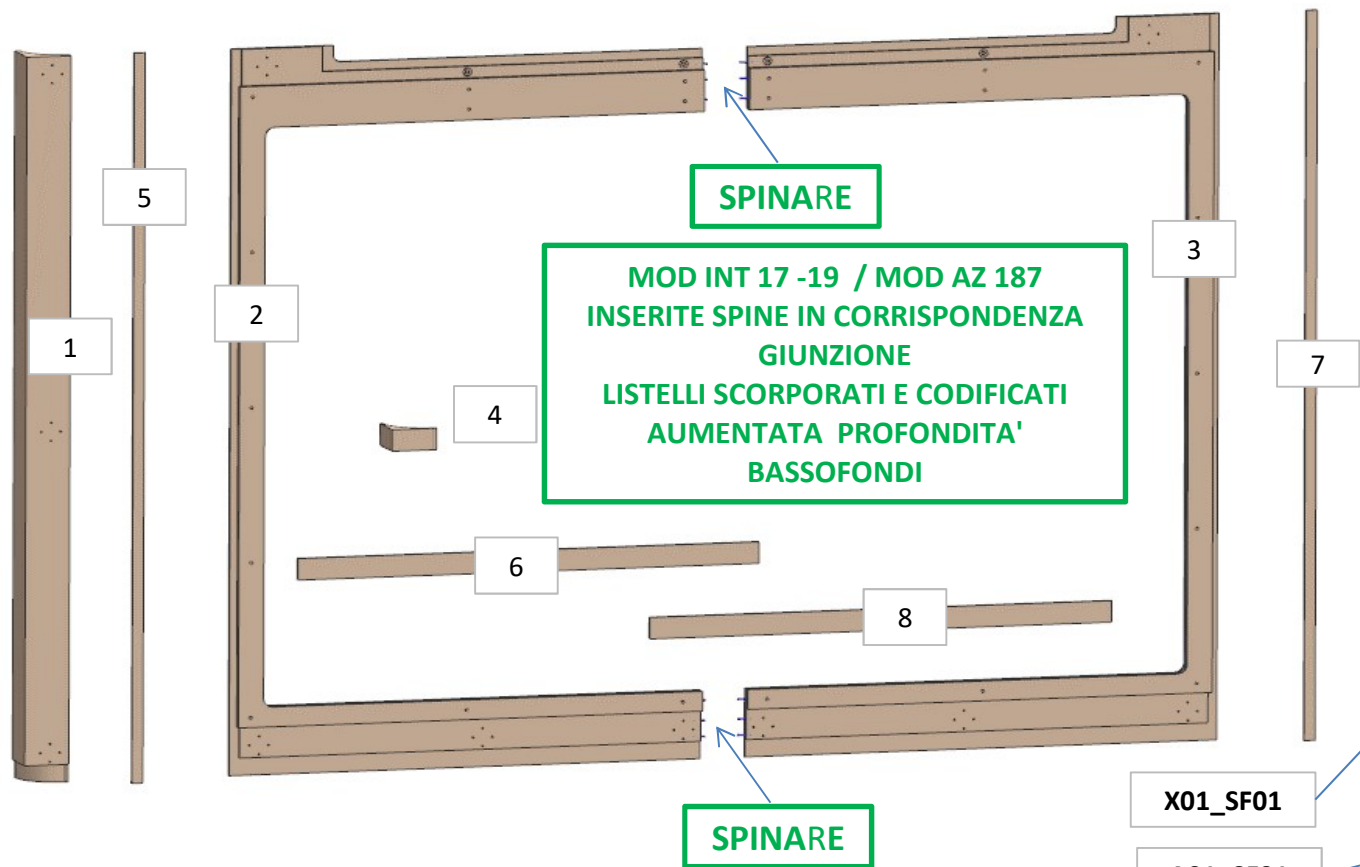 5
SPINARE
1
2
3
MOD INT 17 -19 / MOD AZ 187
INSERITE SPINE IN CORRISPONDENZA
GIUNZIONE
LISTELLI SCORPORATI E CODIFICATI
AUMENTATA PROFONDITA'
BASSOFONDI
7
4
6
8
X01_SF01
SPINARE